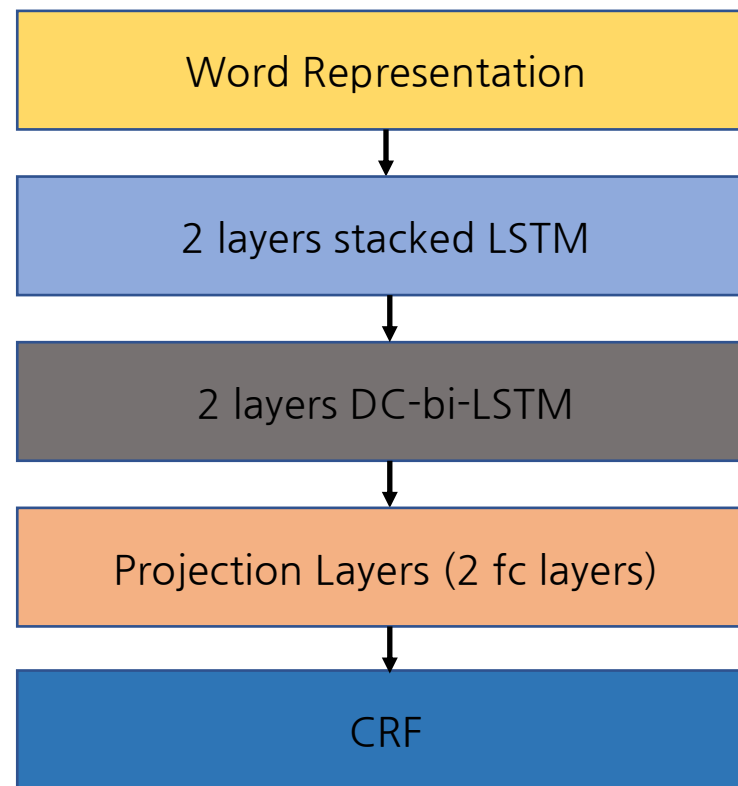 Word Representation
2 layers stacked LSTM
2 layers DC-bi-LSTM
Projection Layers (2 fc layers)
CRF